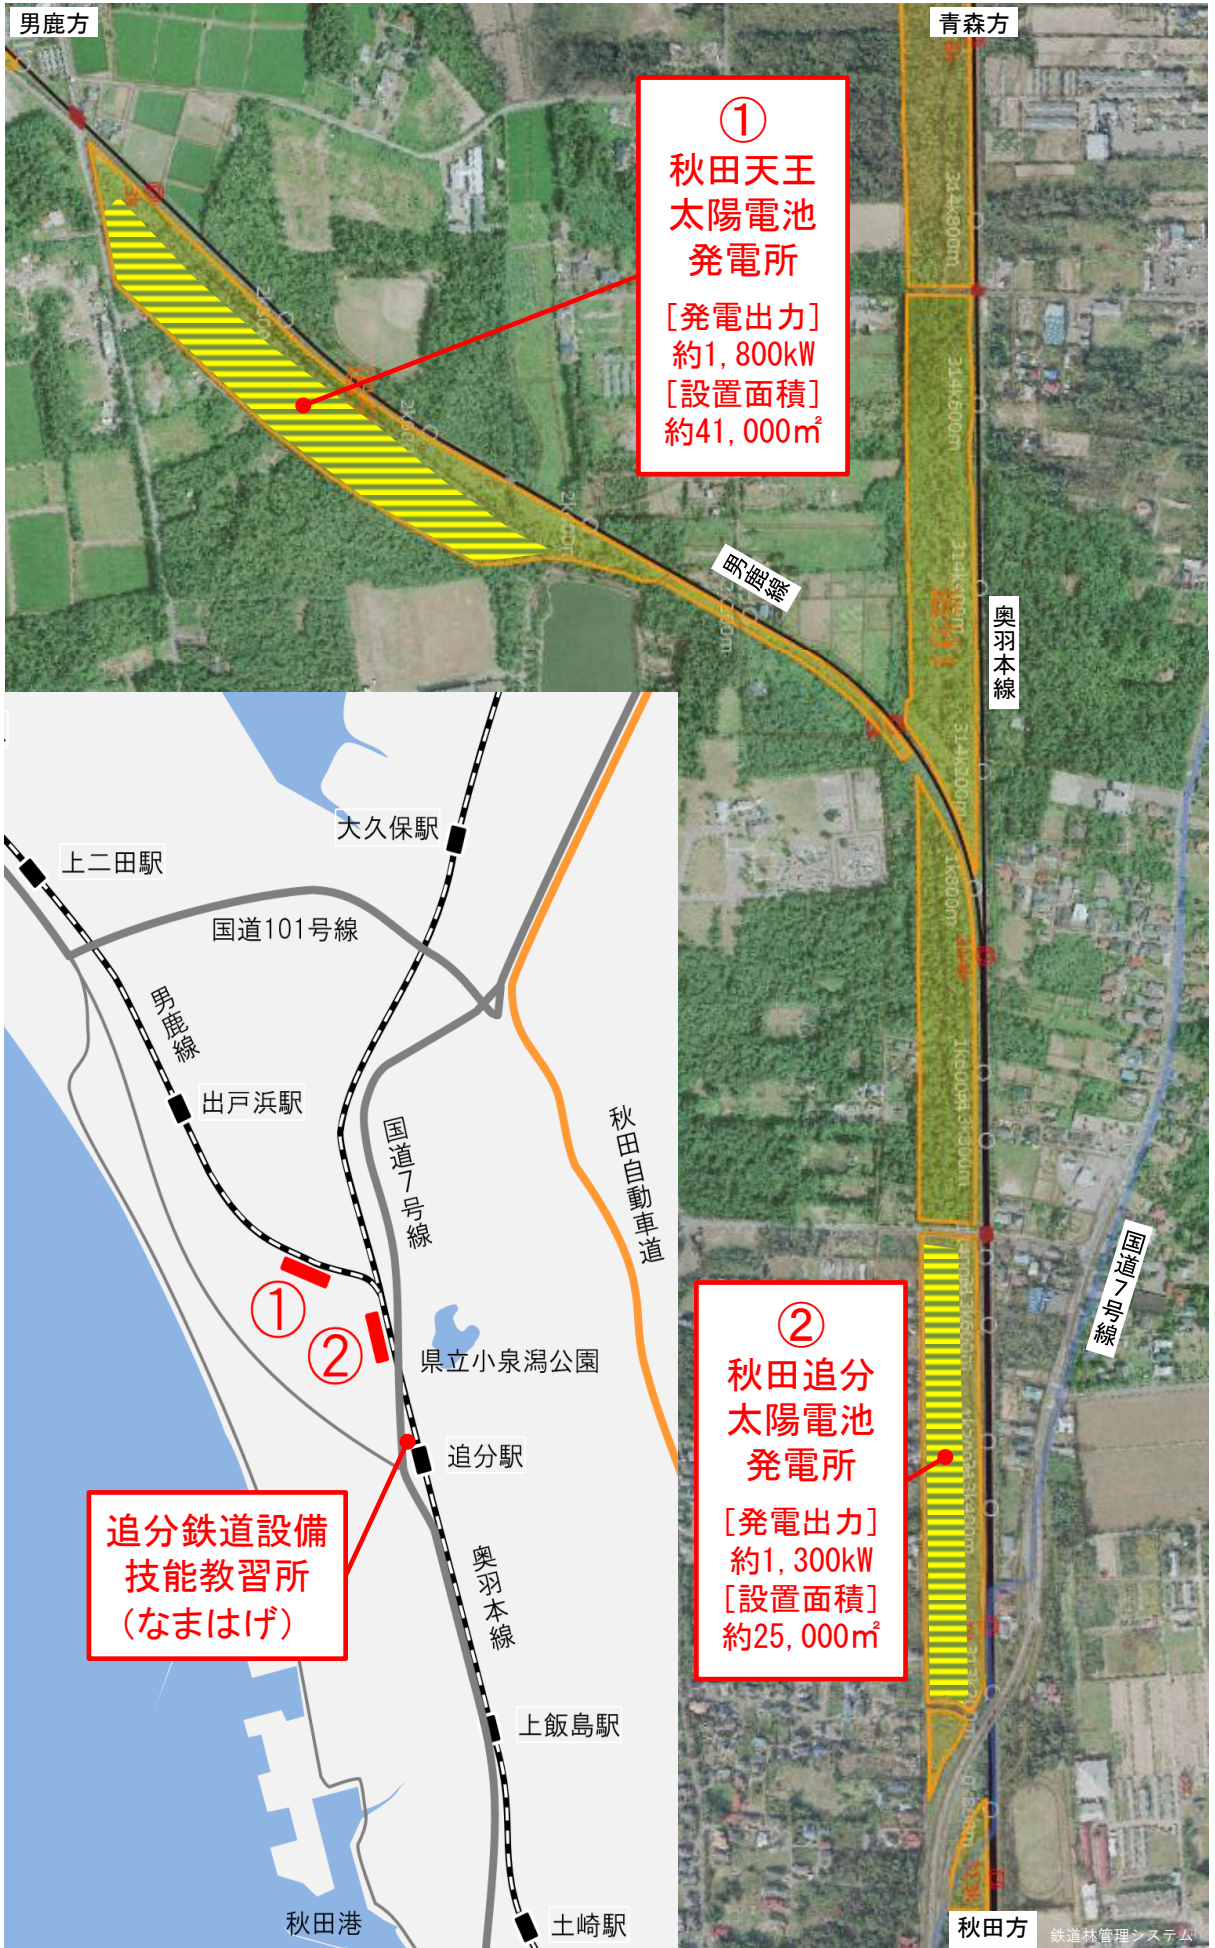 男鹿方
青森方
①
秋田天王
太陽電池
発電所
[発電出力]
約1,800kW
[設置面積]
約41,000㎡
男鹿線
奥羽本線
314k800m
314k600m
314k200m
国道7号線
②
秋田追分
太陽電池
発電所
[発電出力]
約1,300kW
[設置面積]
約25,000㎡
秋田方
鉄道林管理システム
大久保駅
上二田駅
国道101号線
男鹿線
出戸浜駅
国道7号線
秋田自動車道
①
②
県立小泉潟公園
追分駅
追分鉄道設備
技能教習所
(なまはげ)
奥羽本線
上飯島駅
秋田港
土崎駅